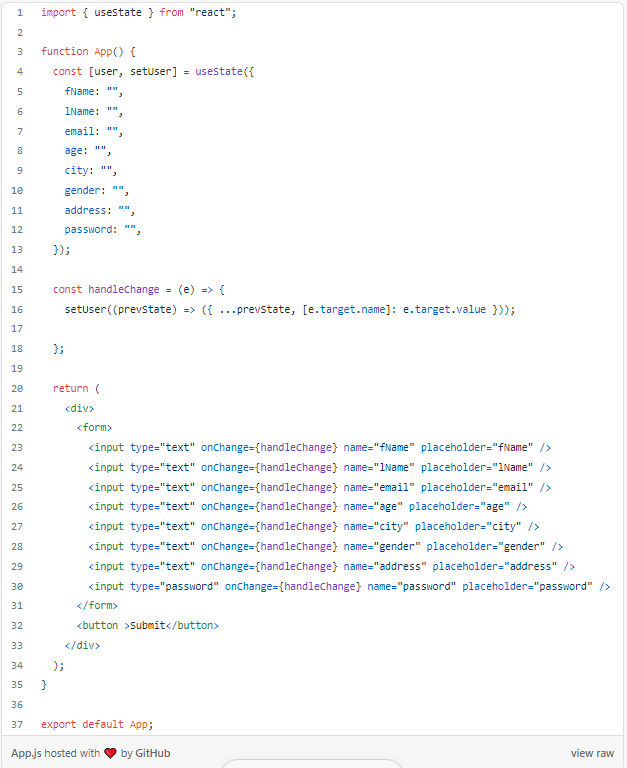 1 import { useState } from "react";
2
3 function App() {
4 const [user, setUser] = useState({
5 fName: "",
6 lName: "",
7 email: "",
8 age: "",
9 city: "",
10 gender: "",
11 address: "",
12 password: "",
13 });
14
15 const handleChange = (e) => {
16 setUser((prevState) => ({ ...prevState, [e.target.name]: e.target.value }));
17
18 };
19
20 return (
21 <div>
22 <form>
23 <input type="text" onChange={handleChange} name="fName" placeholder="fName" />
24 <input type="text" onChange={handleChange} name="lName" placeholder="lName" />
25 <input type="text" onChange={handleChange} name="email" placeholder="email" />
26 <input type="text" onChange={handleChange} name="age" placeholder="age" />
27 <input type="text" onChange={handleChange} name="city" placeholder="city" />
28 <input type="text" onChange={handleChange} name="gender" placeholder="gender" />
29 <input type="text" onChange={handleChange} name="address" placeholder="address" />
30 <input type="password" onChange={handleChange} name="password" placeholder="password" />
31 </form>
32 <button >Submit</button>
33 </div>
34 );
35 }
36
37 export default App;
App.js hosted with ❤ by GitHub view raw